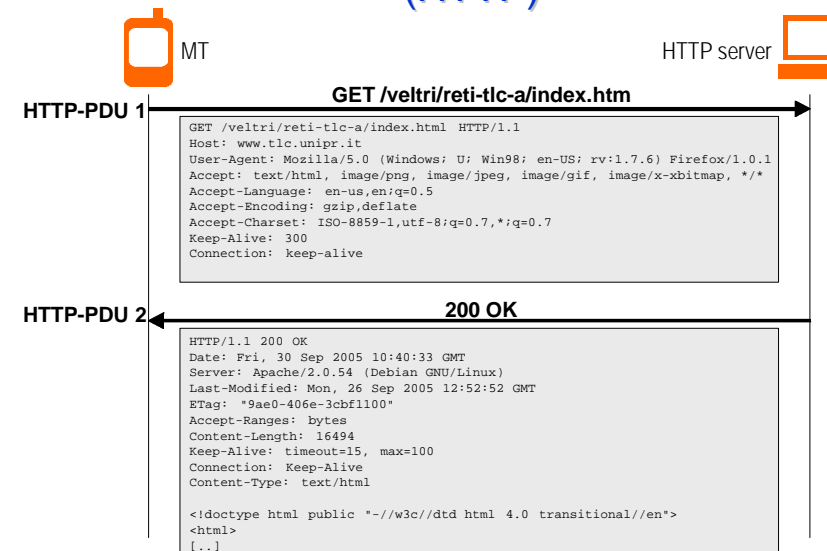 MT
HTTP server
GET /veltri/reti-tlc-a/index.htm
HTTP-PDU 1
GET /veltri/reti-tlc-a/index.html HTTP/1.1
Host: www.tlc.unipr.it
User-Agent: Mozilla/5.0 (Windows; U; Win98; en-US; rv:1.7.6) Firefox/1.0.1
Accept: text/html, image/png, image/jpeg, image/gif, image/x-xbitmap, */*
Accept-Language: en-us,en;q=0.5
Accept-Encoding: gzip,deflate
Accept-Charset: ISO-8859-1,utf-8;q=0.7,*;q=0.7
Keep-Alive: 300
Connection: keep-alive
200 OK
HTTP-PDU 2
HTTP/1.1 200 OK
Date: Fri, 30 Sep 2005 10:40:33 GMT
Server: Apache/2.0.54 (Debian GNU/Linux)
Last-Modified: Mon, 26 Sep 2005 12:52:52 GMT
ETag: "9ae0-406e-3cbf1100"
Accept-Ranges: bytes
Content-Length: 16494
Keep-Alive: timeout=15, max=100
Connection: Keep-Alive
Content-Type: text/html
<!doctype html public "-//w3c//dtd html 4.0 transitional//en">
<html>
[..]